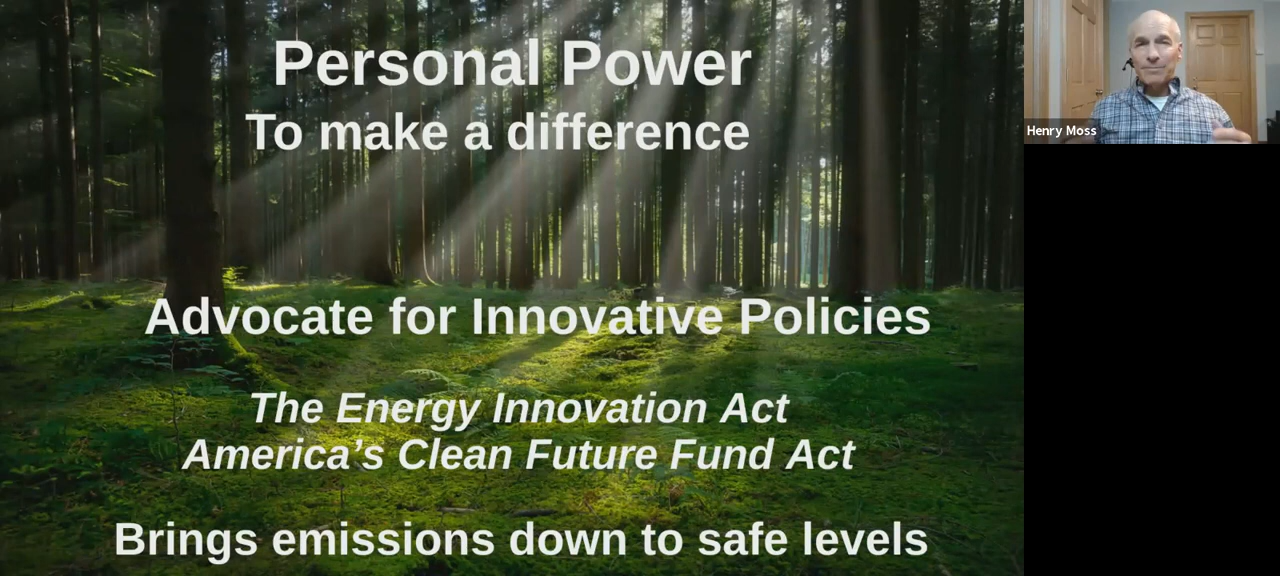 Personal Power
To make a difference
Advocate for Innovative Policies
The Energy Innovation Act
America’s Clean Future Fund Act
Brings emissions down to safe levels
Henry Moss